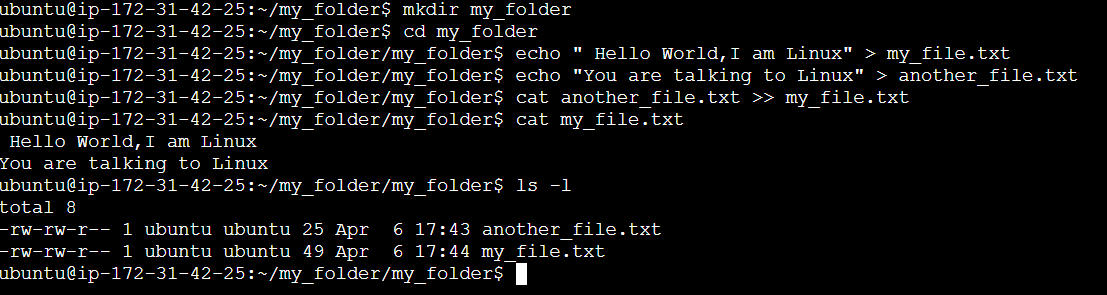 ubuntu@ip-172-31-42-25:~/my_folder$ mkdir my_folder
ubuntu@ip-172-31-42-25:~/my_folder$ cd my_folder
ubuntu@ip-172-31-42-25:~/my_folder/my_folder$ echo " Hello World,I am Linux" > my_file.txt
ubuntu@ip-172-31-42-25:~/my_folder/my_folder$ echo "You are talking to Linux" > another_file.txt
ubuntu@ip-172-31-42-25:~/my_folder/my_folder$ cat another_file.txt >> my_file.txt
ubuntu@ip-172-31-42-25:~/my_folder/my_folder$ cat my_file.txt
 Hello World,I am Linux
You are talking to Linux
ubuntu@ip-172-31-42-25:~/my_folder/my_folder$ ls -l
total 8
-rw-rw-r-- 1 ubuntu ubuntu 25 Apr  6 17:43 another_file.txt
-rw-rw-r-- 1 ubuntu ubuntu 49 Apr  6 17:44 my_file.txt
ubuntu@ip-172-31-42-25:~/my_folder/my_folder$